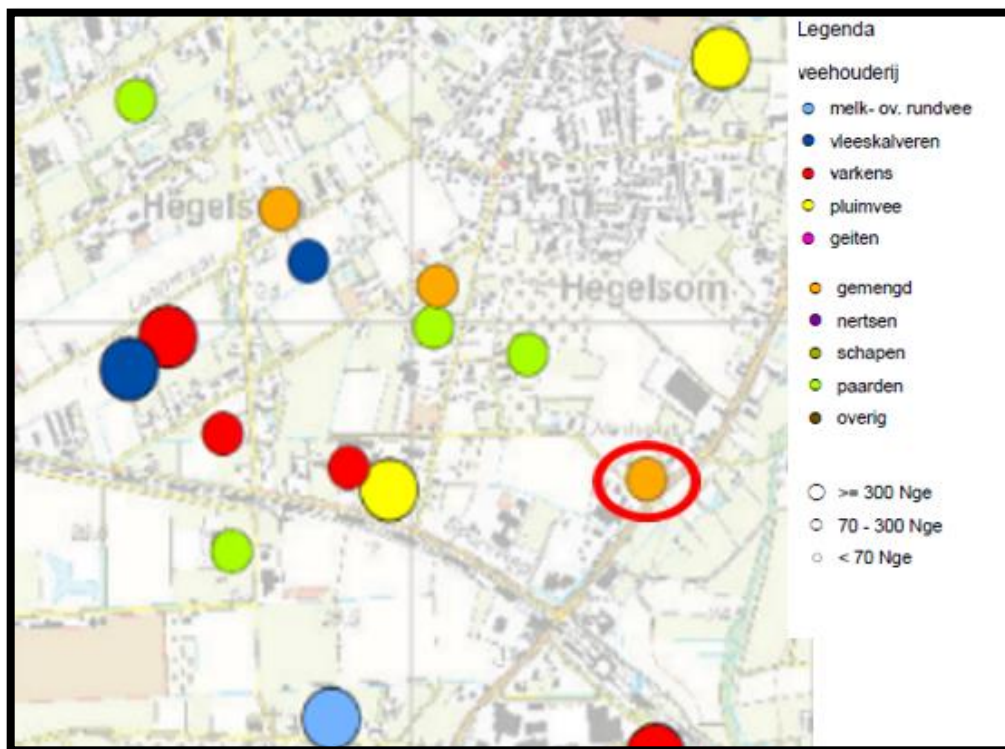 Legenda
veehouderij
melk- ov. rundvee
vleeskalveren
varkens
pluimvee
geiten
gemengd
nertsen
schapen
paarden
overig
>= 300 Nge
70 - 300 Nge
< 70 Nge
Hegelsom